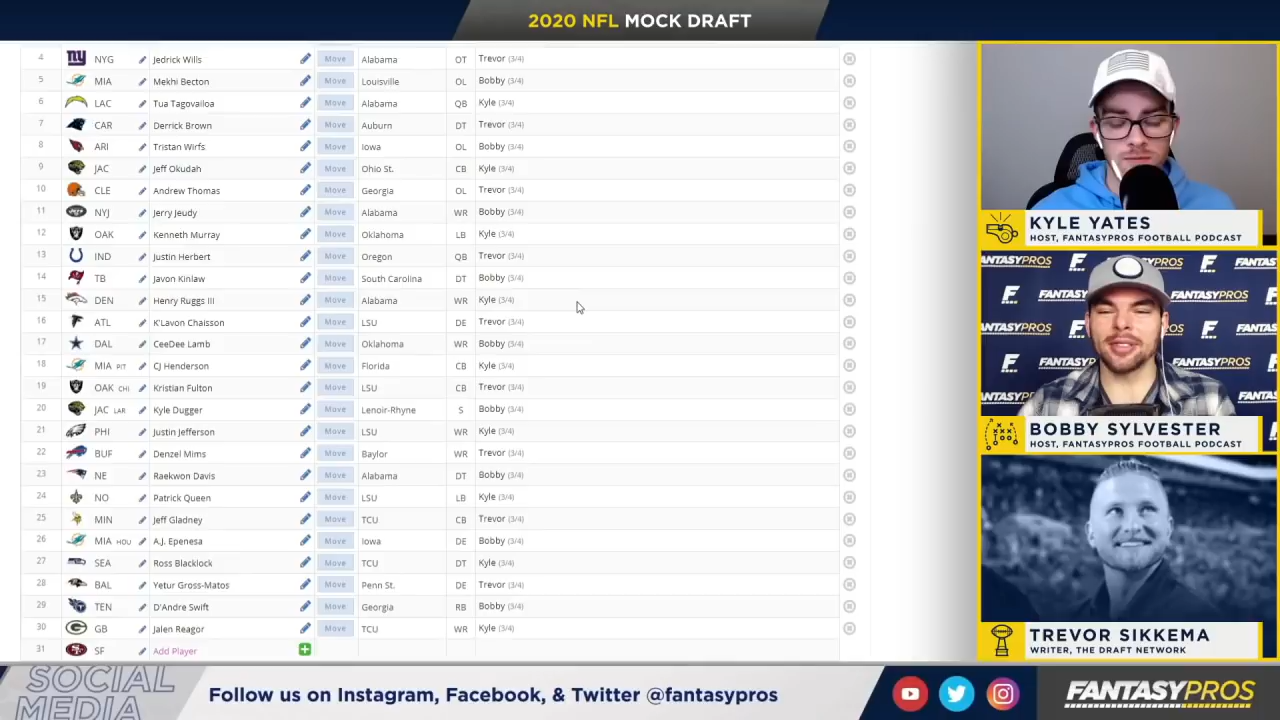 2020 NFL MOCK DRAFT
4 NYG Jedrick Wills Move Alabama OT Trevor (3/4)
5 MIA Mekhi Becton Move Louisville OL Bobby (3/4)
6 LAC Tua Tagovailoa Move Alabama QB Kyle (3/4)
7 CAR Derrick Brown Move Auburn DT Trevor (3/4)
8 ARI Tristan Wirfs Move Iowa OL Bobby (3/4)
9 JAC Jeff Okudah Move Ohio St. CB Kyle (3/4)
10 CLE Andrew Thomas Move Georgia OL Trevor (3/4)
11 NYJ Jerry Jeudy Move Alabama WR Bobby (3/4)
12 OAK Kenneth Murray Move Oklahoma LB Kyle (3/4)
13 IND Justin Herbert Move Oregon QB Trevor (3/4)
14 TB Javon Kinlaw Move South Carolina DT Bobby (3/4)
15 DEN Henry Ruggs III Move Alabama WR Kyle (3/4)
16 ATL K'Lavon Chaisson Move LSU DE Trevor (3/4)
17 DAL CeeDee Lamb Move Oklahoma WR Bobby (3/4)
18 MIA PIT CJ Henderson Move Florida CB Kyle (3/4)
19 OAK CHI Kristian Fulton Move LSU CB Trevor (3/4)
20 JAC LAR Kyle Dugger Move Lenoir-Rhyne S Bobby (3/4)
21 PHI Justin Jefferson Move LSU WR Kyle (3/4)
22 BUF Denzel Mims Move Baylor WR Trevor (3/4)
23 NE Raekwon Davis Move Alabama DT Bobby (3/4)
24 NO Patrick Queen Move LSU LB Kyle (3/4)
25 MIN Jeff Gladney Move TCU CB Trevor (3/4)
26 MIA HOU A.J. Epenesa Move Iowa DE Bobby (3/4)
27 SEA Ross Blacklock Move TCU DT Kyle (3/4)
28 BAL Yetur Gross-Matos Move Penn St. DE Trevor (3/4)
29 TEN D'Andre Swift Move Georgia RB Bobby (3/4)
30 GB Jalen Reagor Move TCU WR Kyle (3/4)
31 SF Add Player
KYLE YATES
HOST, FANTASYPROS FOOTBALL PODCAST
BOBBY SYLVESTER
HOST, FANTASYPROS FOOTBALL PODCAST
TREVOR SIKKEMA
WRITER, THE DRAFT NETWORK
SOCIAL
MEDIA
Follow us on Instagram, Facebook, & Twitter @fantasypros
FANTASYPROS